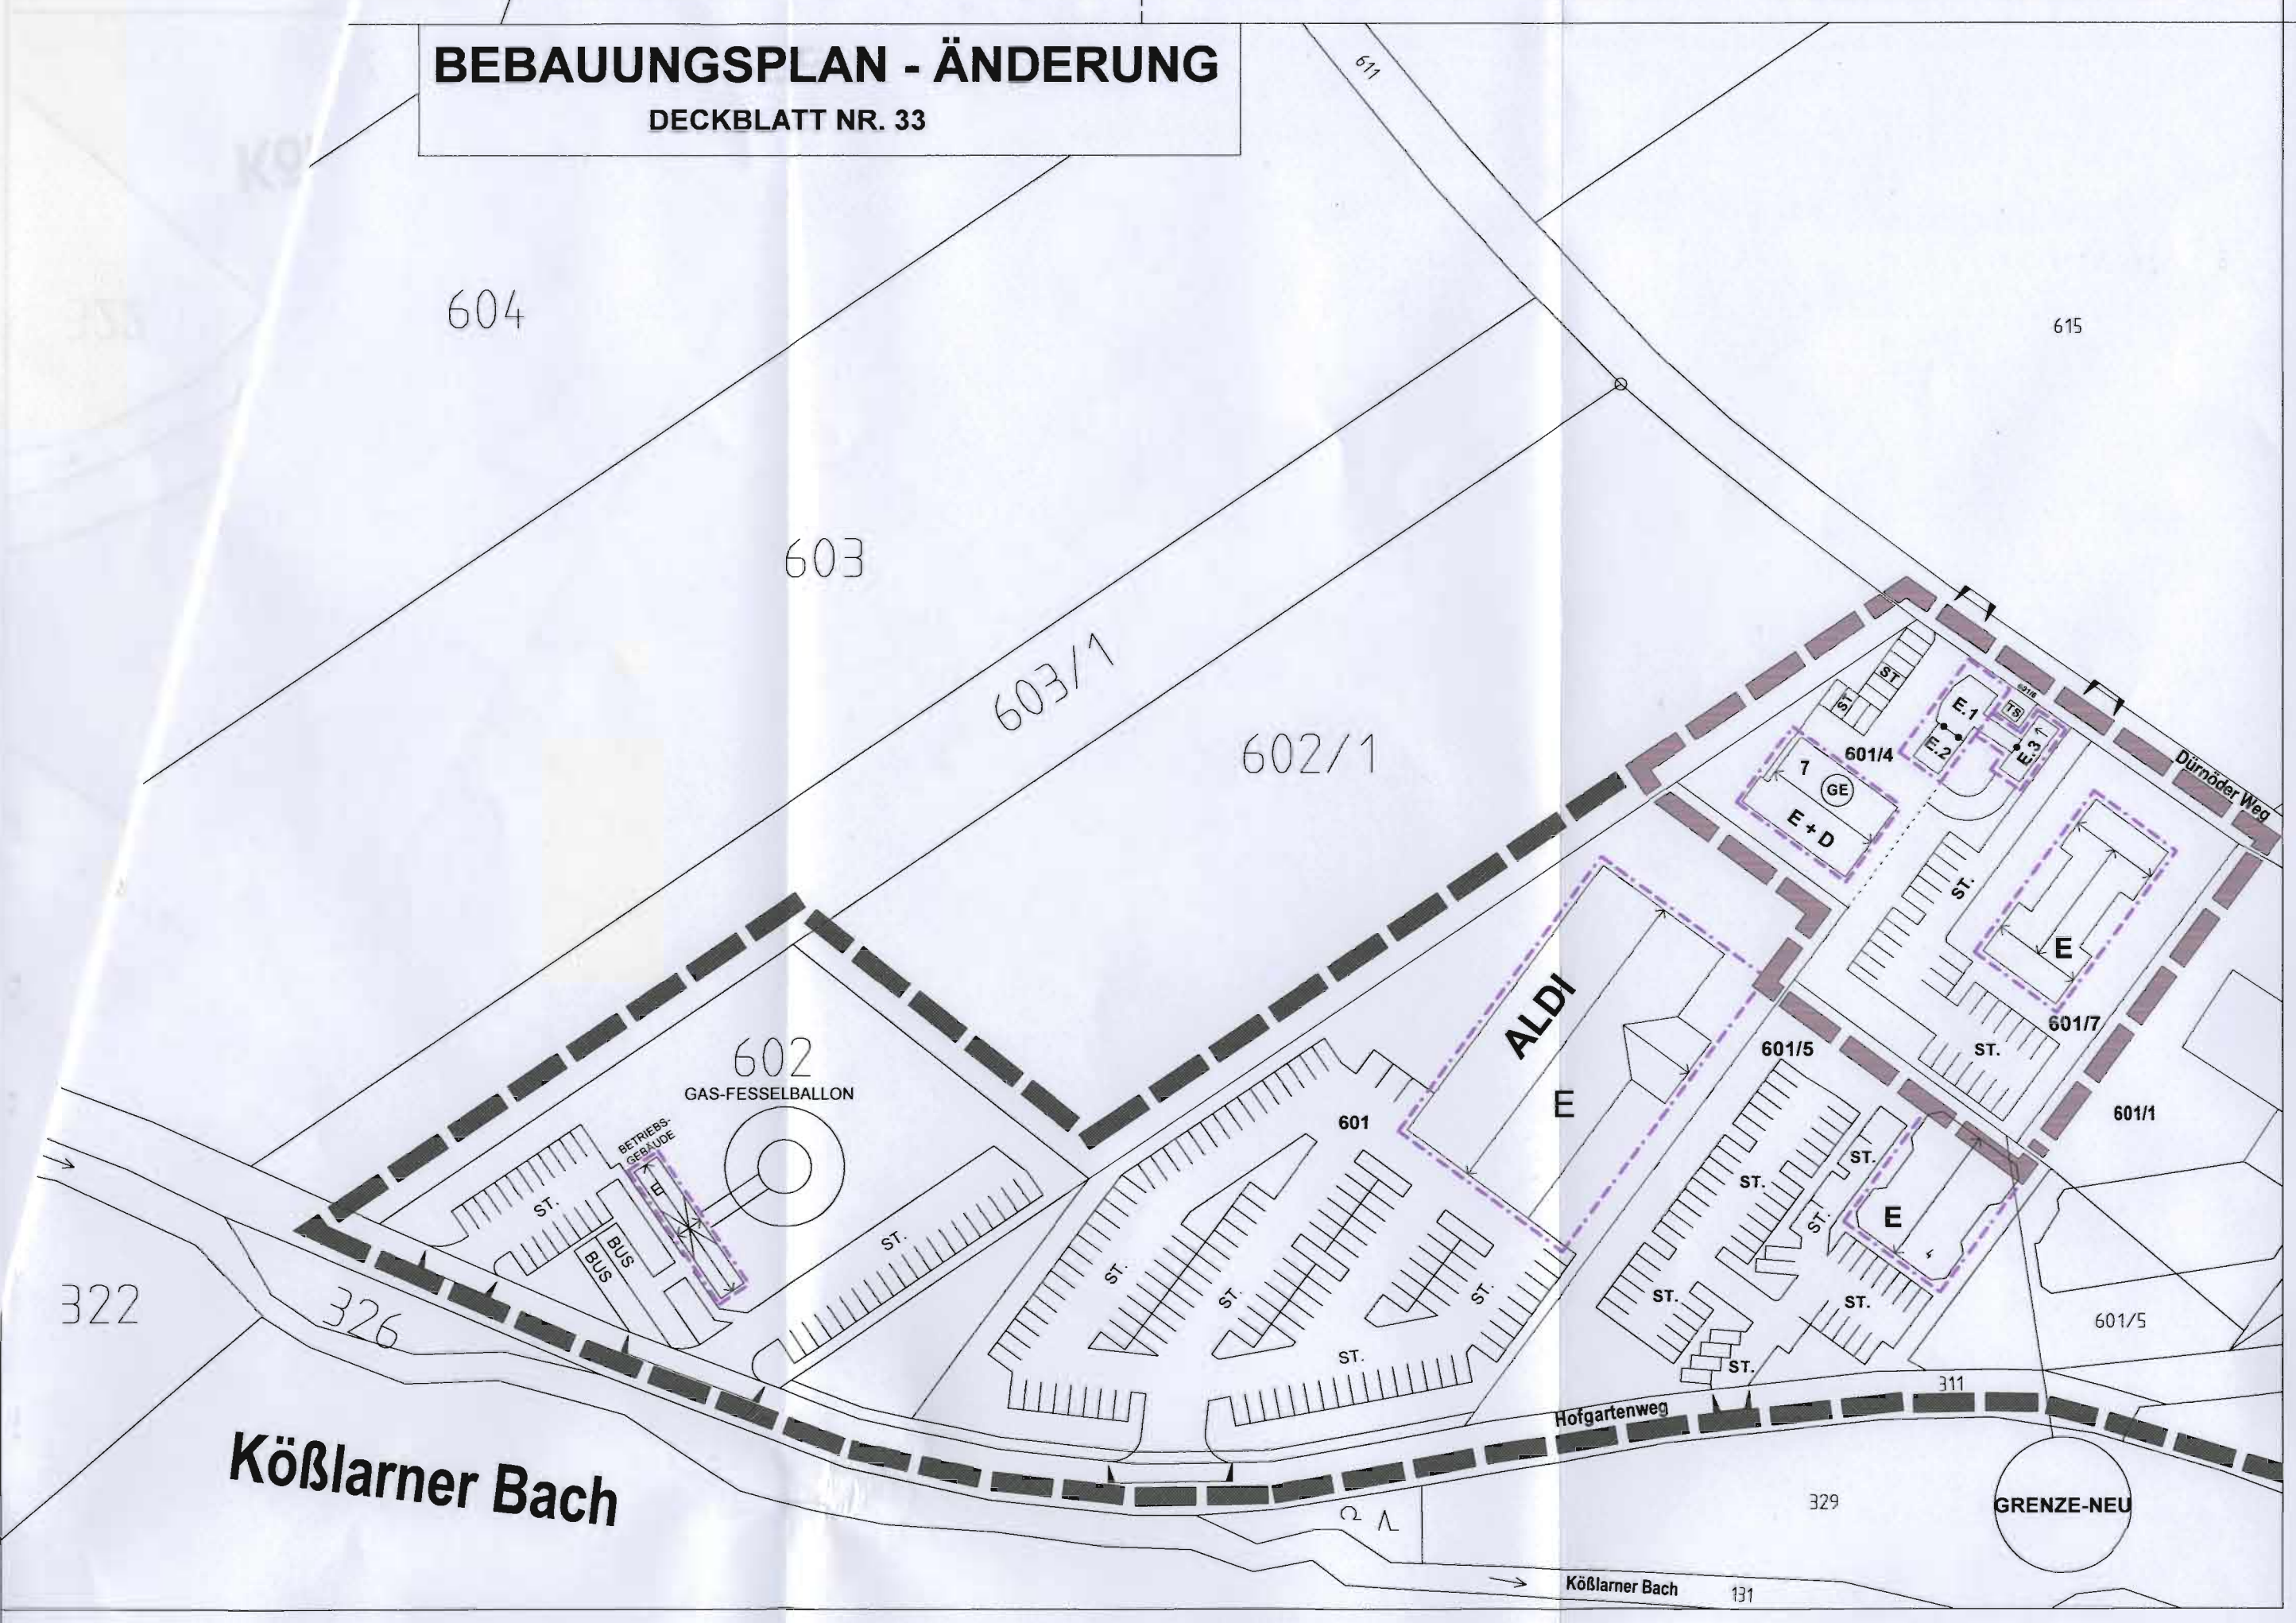 BEBAUUNGSPLAN - ÄNDERUNG
DECKBLATT NR. 33
611
604
615
603
603/1
602/1
ST
ST
601/6
E.1
TS
E.2
E.3
601/4
7
GE
E + D
Dürnöder Weg
ST.
E
601/7
ST.
ALDI
E
601/5
601/1
602
GAS-FESSELBALLON
BETRIEBS-
GEBÄUDE
E
ST.
BUS
BUS
ST.
601
ST.
ST.
ST.
ST.
ST.
ST.
ST.
E
ST.
ST.
ST.
ST.
601/5
322
326
311
Hofgartenweg
Kößlarner Bach
329
GRENZE-NEU
Kößlarner Bach
131